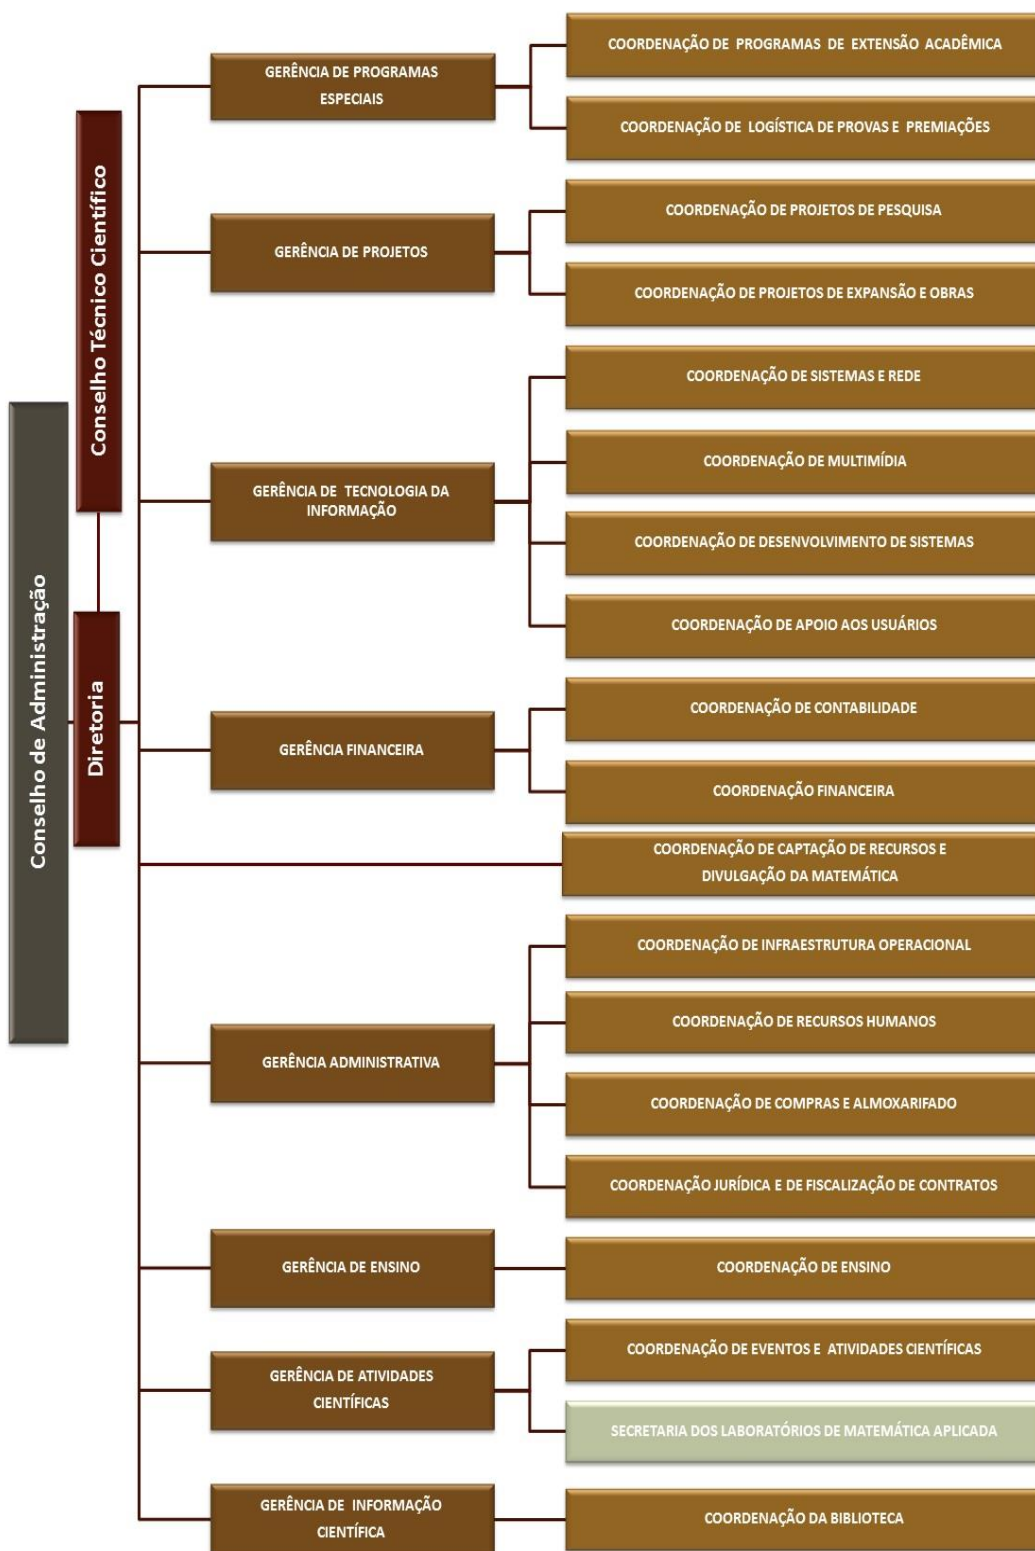 Conselho de Administração
Conselho Técnico Científico
Diretoria
GERÊNCIA DE PROGRAMAS
ESPECIAIS
COORDENAÇÃO DE PROGRAMAS DE EXTENSÃO ACADÊMICA
COORDENAÇÃO DE LOGÍSTICA DE PROVAS E PREMIAÇÕES
GERÊNCIA DE PROJETOS
COORDENAÇÃO DE PROJETOS DE PESQUISA
COORDENAÇÃO DE PROJETOS DE EXPANSÃO E OBRAS
GERÊNCIA DE TECNOLOGIA DA
INFORMAÇÃO
COORDENAÇÃO DE SISTEMAS E REDE
COORDENAÇÃO DE MULTIMÍDIA
COORDENAÇÃO DE DESENVOLVIMENTO DE SISTEMAS
COORDENAÇÃO DE APOIO AOS USUÁRIOS
GERÊNCIA FINANCEIRA
COORDENAÇÃO DE CONTABILIDADE
COORDENAÇÃO FINANCEIRA
COORDENAÇÃO DE CAPTAÇÃO DE RECURSOS E
DIVULGAÇÃO DA MATEMÁTICA
GERÊNCIA ADMINISTRATIVA
COORDENAÇÃO DE INFRAESTRUTURA OPERACIONAL
COORDENAÇÃO DE RECURSOS HUMANOS
COORDENAÇÃO DE COMPRAS E ALMOXARIFADO
COORDENAÇÃO JURÍDICA E DE FISCALIZAÇÃO DE CONTRATOS
GERÊNCIA DE ENSINO
COORDENAÇÃO DE ENSINO
GERÊNCIA DE ATIVIDADES
CIENTÍFICAS
COORDENAÇÃO DE EVENTOS E ATIVIDADES CIENTÍFICAS
SECRETARIA DOS LABORATÓRIOS DE MATEMÁTICA APLICADA
GERÊNCIA DE INFORMAÇÃO
CIENTÍFICA
COORDENAÇÃO DA BIBLIOTECA